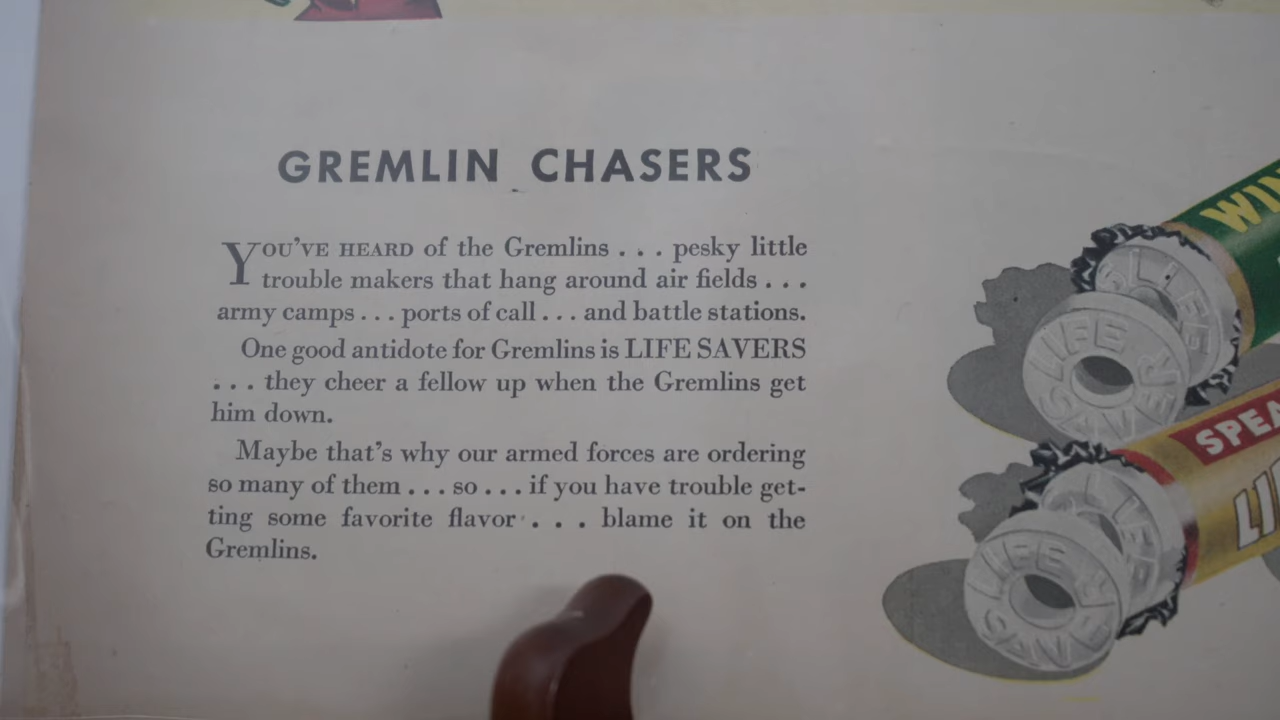 GREMLIN CHASERS
YOU'VE HEARD of the Gremlins . . . pesky little
trouble makers that hang around air fields . . .
army camps . . . ports of call . . . and battle stations.
One good antidote for Gremlins is LIFE SAVERS
. . . they cheer a fellow up when the Gremlins get
him down.
Maybe that's why our armed forces are ordering
so many of them . . . so . . . if you have trouble get-
ting some favorite flavor . . . blame it on the
Gremlins.
LIFE
SAVER
LIFE
SAVER